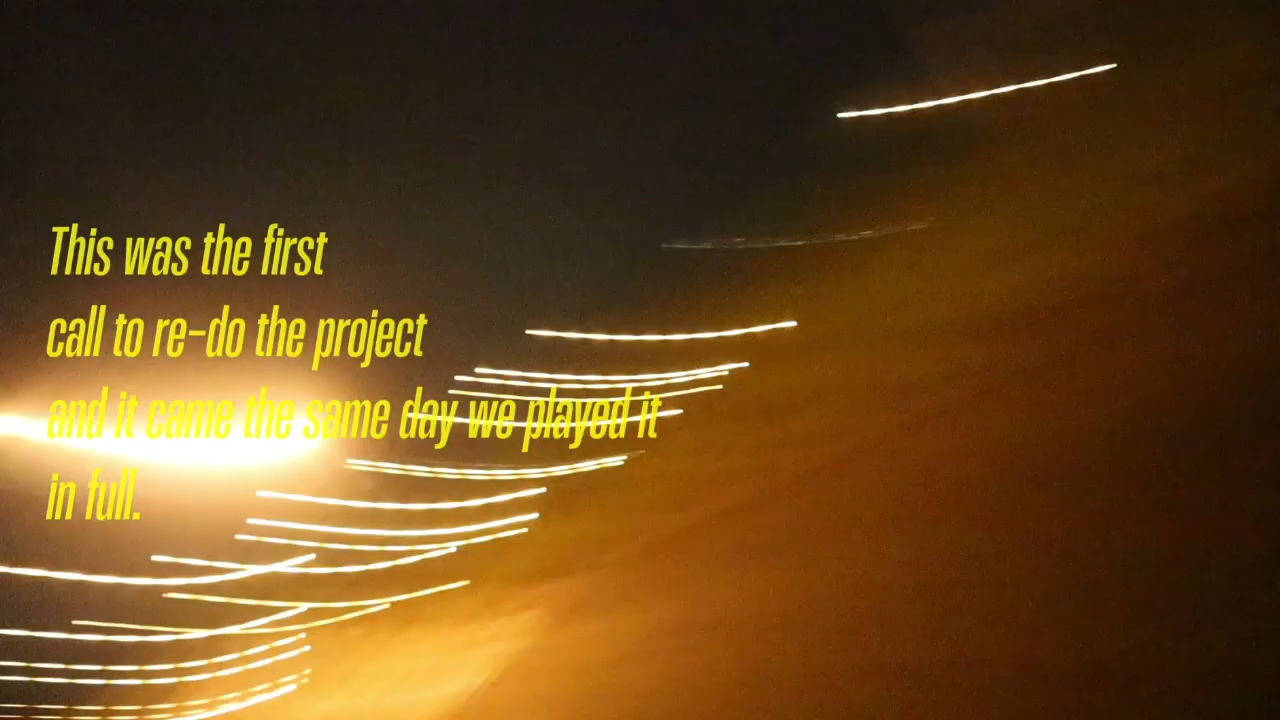 This was the first
call to re-do the project
and it came the same day we played it
in full.